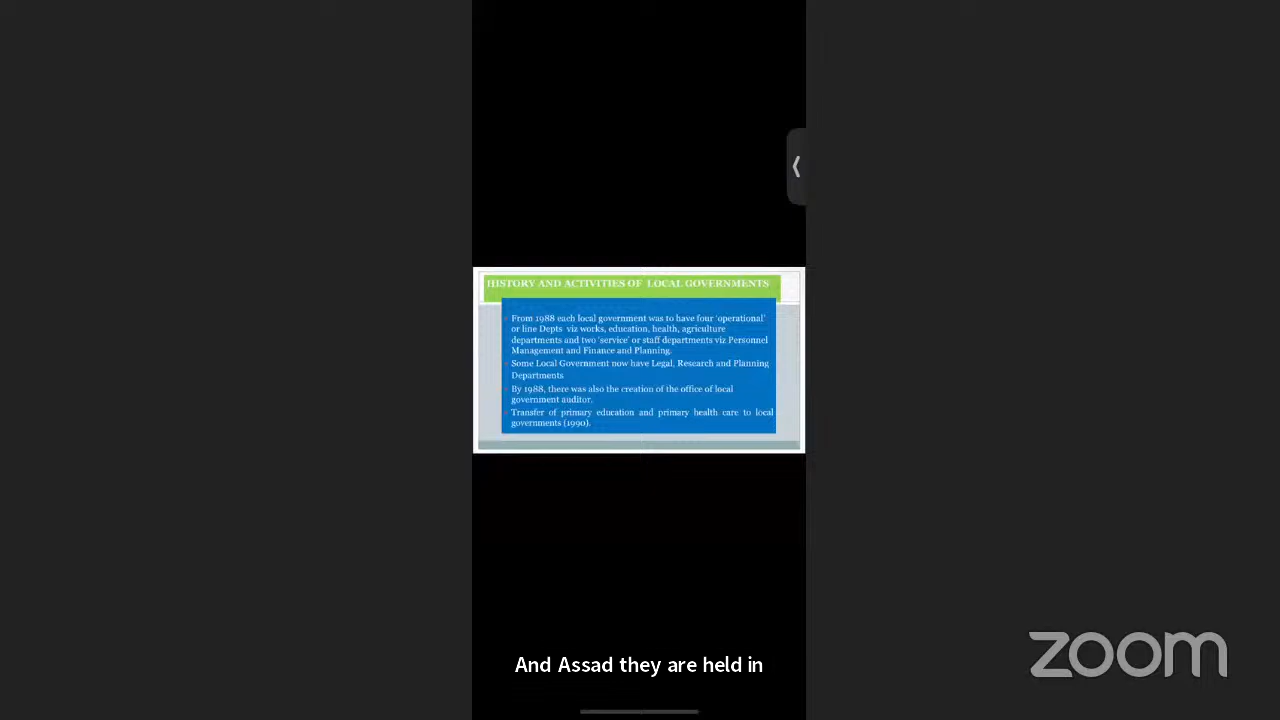 HISTORY AND ACTIVITIES OF LOCAL GOVERNMENTS
From 1988 each local government was to have four 'operational'
or line Depts viz works, education, health, agriculture
departments and two 'service' or staff departments viz Personnel
Management and Finance and Planning.
Some Local Government now have Legal, Research and Planning
Departments
By 1988, there was also the creation of the office of local
government auditor.
Transfer of primary education and primary health care to local
governments (1990).
And Assad they are held in
zoom